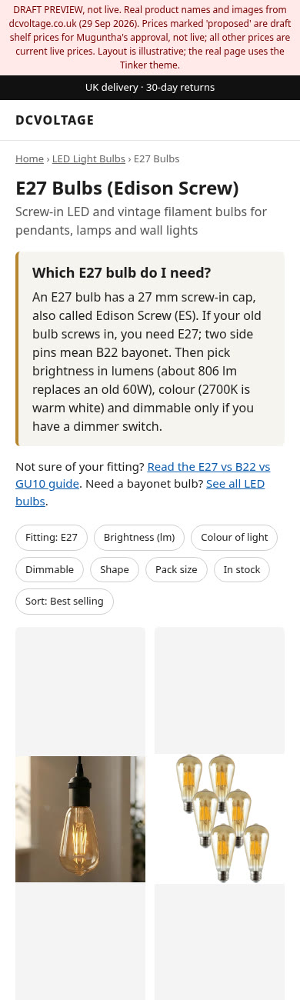 DRAFT PREVIEW, not live. Real product names and images from
dcvoltage.co.uk (29 Sep 2026). Prices marked 'proposed' are draft
shelf prices for Muguntha's approval, not live; all other prices are
current live prices. Layout is illustrative; the real page uses the
Tinker theme.
UK delivery · 30-day returns
DCVOLTAGE
Home › LED Light Bulbs › E27 Bulbs
E27 Bulbs (Edison Screw)
Screw-in LED and vintage filament bulbs for
pendants, lamps and wall lights
Which E27 bulb do I need?
An E27 bulb has a 27 mm screw-in cap,
also called Edison Screw (ES). If your old
bulb screws in, you need E27; two side
pins mean B22 bayonet. Then pick
brightness in lumens (about 806 lm
replaces an old 60W), colour (2700K is
warm white) and dimmable only if you
have a dimmer switch.
Not sure of your fitting? Read the E27 vs B22 vs
GU10 guide. Need a bayonet bulb? See all LED
bulbs.
Fitting: E27 Brightness (lm) Colour of light
Dimmable Shape Pack size In stock
Sort: Best selling